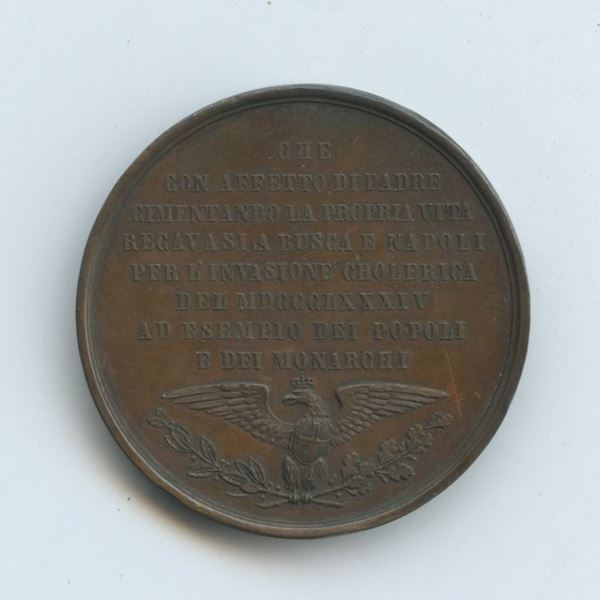 CHE
CON AFFETTO DI PADRE
CIMENTANDO LA PROPRIA VITA
RECAVASI A BUSCA E NAPOLI
PER L'INVASIONE CHOLERICA
DEL MDCCCLXXXIV
AD ESEMPIO DEI POPOLI
E DEI MONARCHI